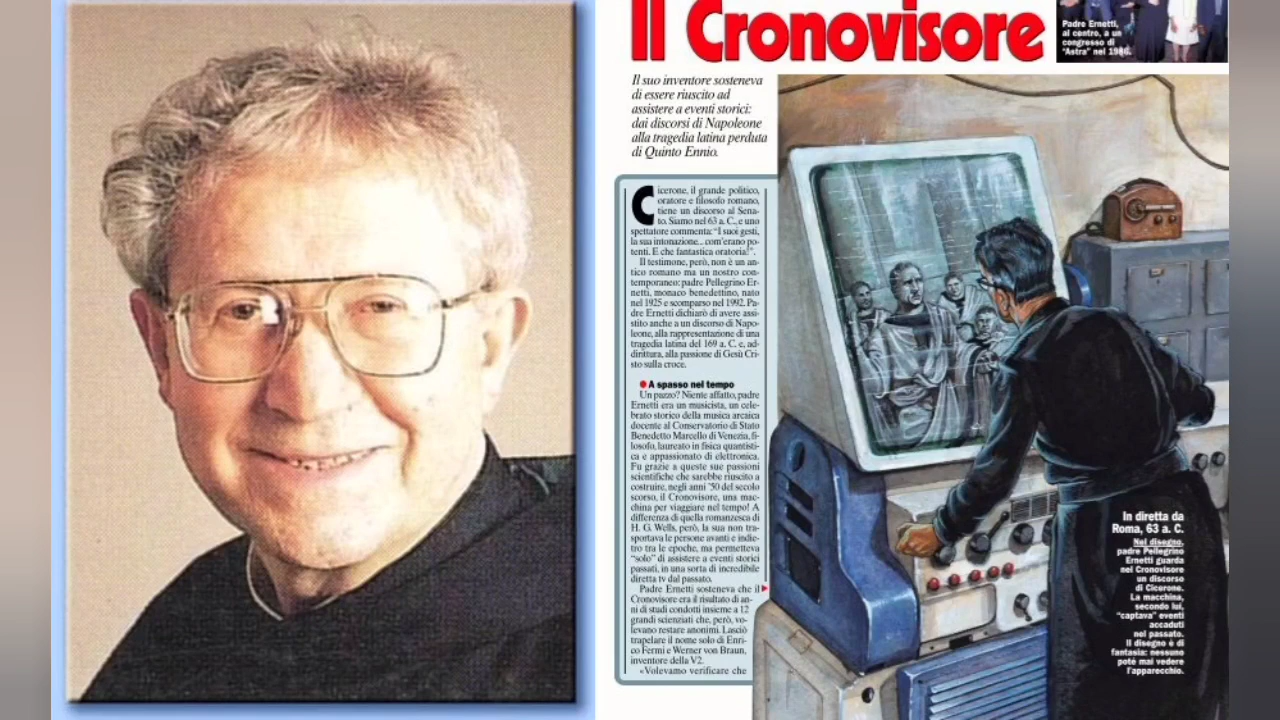 Il Cronovisore
Padre Ernetti,
al centro, a un
congresso di
"Astra" nel 1986.
Il suo inventore sosteneva
di essere riuscito ad
assistere a eventi storici:
dai discorsi di Napoleone
alla tragedia latina perduta
di Quinto Ennio.
Cicerone, il grande politico,
oratore e filosofo romano,
tiene un discorso al Sena-
to. Siamo nel 63 a. C., e uno
spettatore commenta: "I suoi gesti,
la sua intonazione... com'erano po-
tenti. E che fantastica oratoria!".
Il testimone, però, non è un an-
tico romano ma un nostro con-
temporaneo: padre Pellegrino Er-
netti, monaco benedettino, nato
nel 1925 e scomparso nel 1992. Pa-
dre Ernetti dichiarò di avere assi-
stito anche a un discorso di Napo-
leone, alla rappresentazione di una
tragedia latina del 169 a. C. e, ad-
dirittura, alla passione di Gesù Cri-
sto sulla croce.
A spasso nel tempo
Un pazzo? Niente affatto, padre
Ernetti era un musicista, un cele-
brato storico della musica arcaica
docente al Conservatorio di Stato
Benedetto Marcello di Venezia, fi-
losofo, laureato in fisica quantisti-
ca e appassionato di elettronica.
Fu grazie a queste sue passioni
scientifiche che sarebbe riuscito a
costruire, negli anni '50 del secolo
scorso, il Cronovisore, una mac-
china per viaggiare nel tempo! A
differenza di quella romanzesca di
H. G. Wells, però, la sua non tra-
sportava le persone avanti e indie-
tro tra le epoche, ma permetteva
"solo" di assistere a eventi storici
passati, in una sorta di incredibile
diretta tv dal passato.
Padre Ernetti sosteneva che il
Cronovisore era il risultato di an-
ni di studi condotti insieme a 12
grandi scienziati che, però, vo-
levano restare anonimi. Lasciò
trapelare il nome solo di Enri-
co Fermi e Werner von Braun,
inventore della V2.
«Volevamo verificare che
In diretta da
Roma, 63 a. C.
Nel disegno,
padre Pellegrino
Ernetti guarda
nel Cronovisore
un discorso
di Cicerone.
La macchina,
secondo lui,
"captava" eventi
accaduti
nel passato.
Il disegno è di
fantasia: nessuno
poté mai vedere
l'apparecchio.